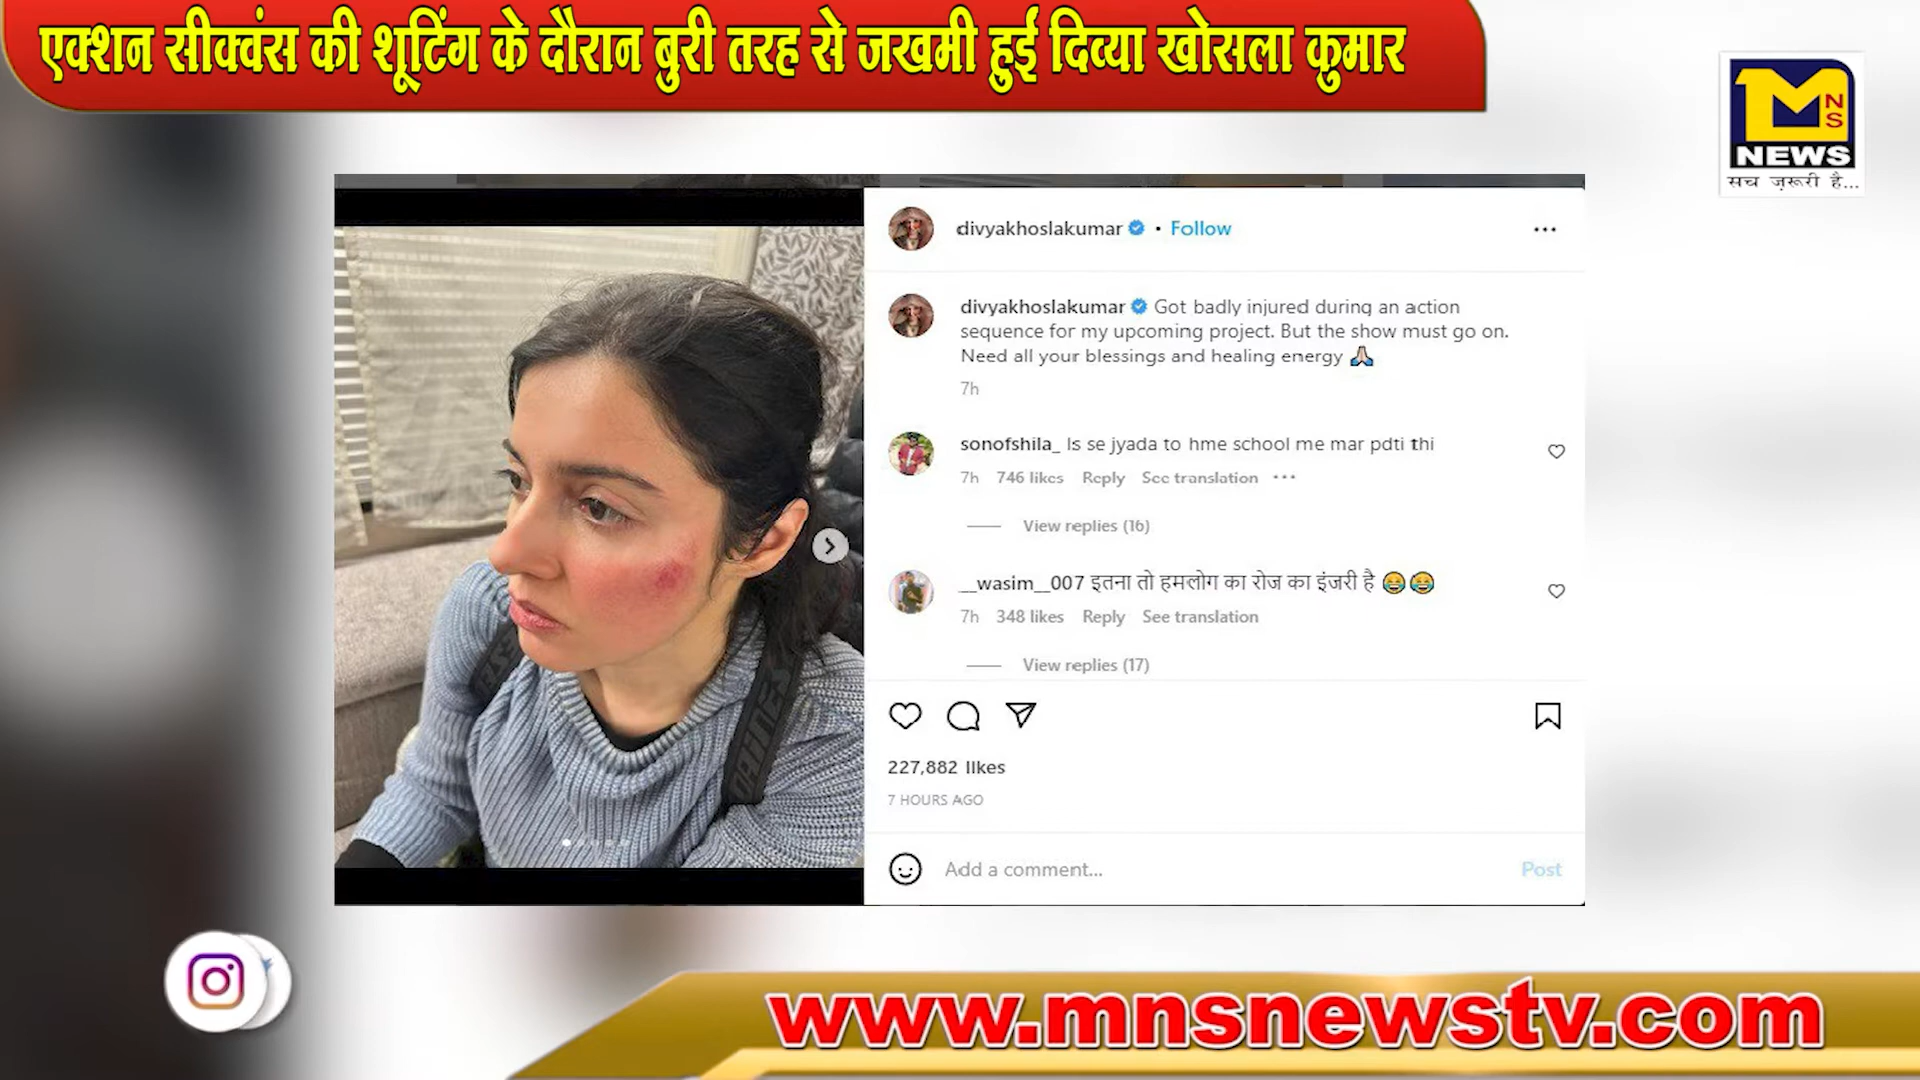 एक्शन सीक्वंस की शूटिंग के दौरान बुरी तरह से जखमी हुई दिव्या खोसला कुमार
M NS
NEWS
सच ज़रूरी है...
divyakhoslakumar • Follow
divyakhoslakumar Got badly injured during an action
sequence for my upcoming project. But the show must go on.
Need all your blessings and healing energy 🙏🏻
7h
sonofshila_ Is se jyada to hme school me mar pdti thi
7h 746 likes Reply See translation ...
View replies (16)
__wasim__007 इतना तो हमलोग का रोज का इंजरी है 😂😂
7h 348 likes Reply See translation
View replies (17)
227,882 likes
7 HOURS AGO
Add a comment... Post
www.mnsnewstv.com